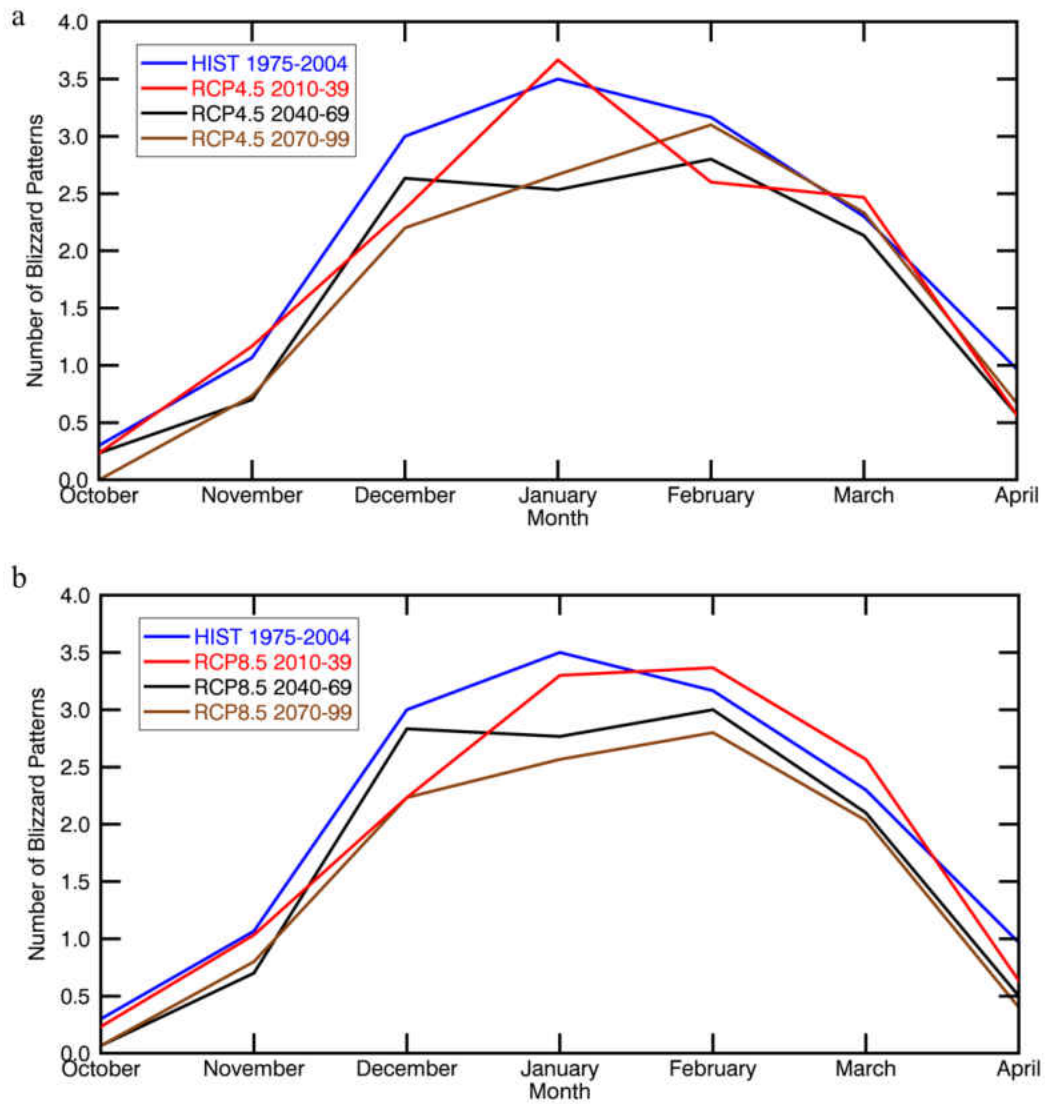 a
4.0
HIST 1975-2004
RCP4.5 2010-39
RCP4.5 2040-69
RCP4.5 2070-99
3.5
3.0
2.5
2.0
1.5
1.0
0.5
0.0
Number of Blizzard Patterns
October November December January February March April
Month
b
4.0
HIST 1975-2004
RCP8.5 2010-39
RCP8.5 2040-69
RCP8.5 2070-99
3.5
3.0
2.5
2.0
1.5
1.0
0.5
0.0
Number of Blizzard Patterns
October November December January February March April
Month